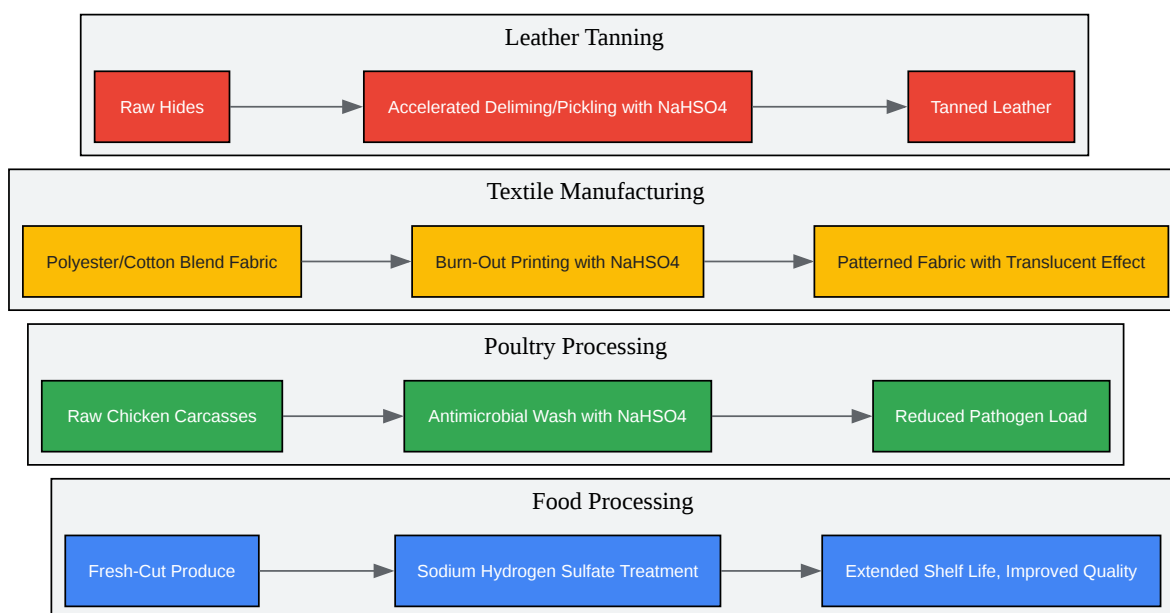 Leather Tanning
Raw Hides
Accelerated Deliming/Pickling with NaHSO4
Tanned Leather
Textile Manufacturing
Polyester/Cotton Blend Fabric
Burn-Out Printing with NaHSO4
Patterned Fabric with Translucent Effect
Poultry Processing
Raw Chicken Carcasses
Antimicrobial Wash with NaHSO4
Reduced Pathogen Load
Food Processing
Fresh-Cut Produce
Sodium Hydrogen Sulfate Treatment
Extended Shelf Life, Improved Quality